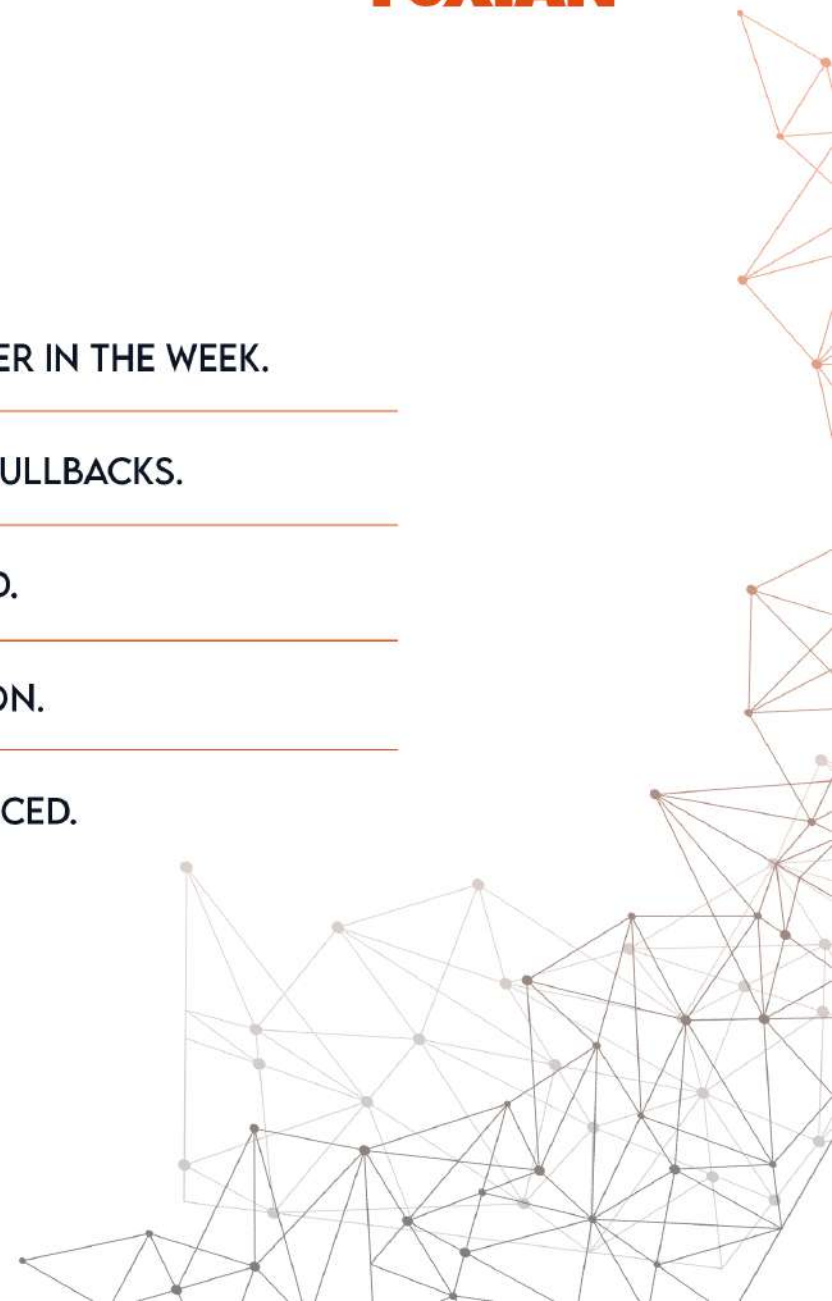 ER IN THE WEEK.
ULLBACKS.
D.
ON.
CED.